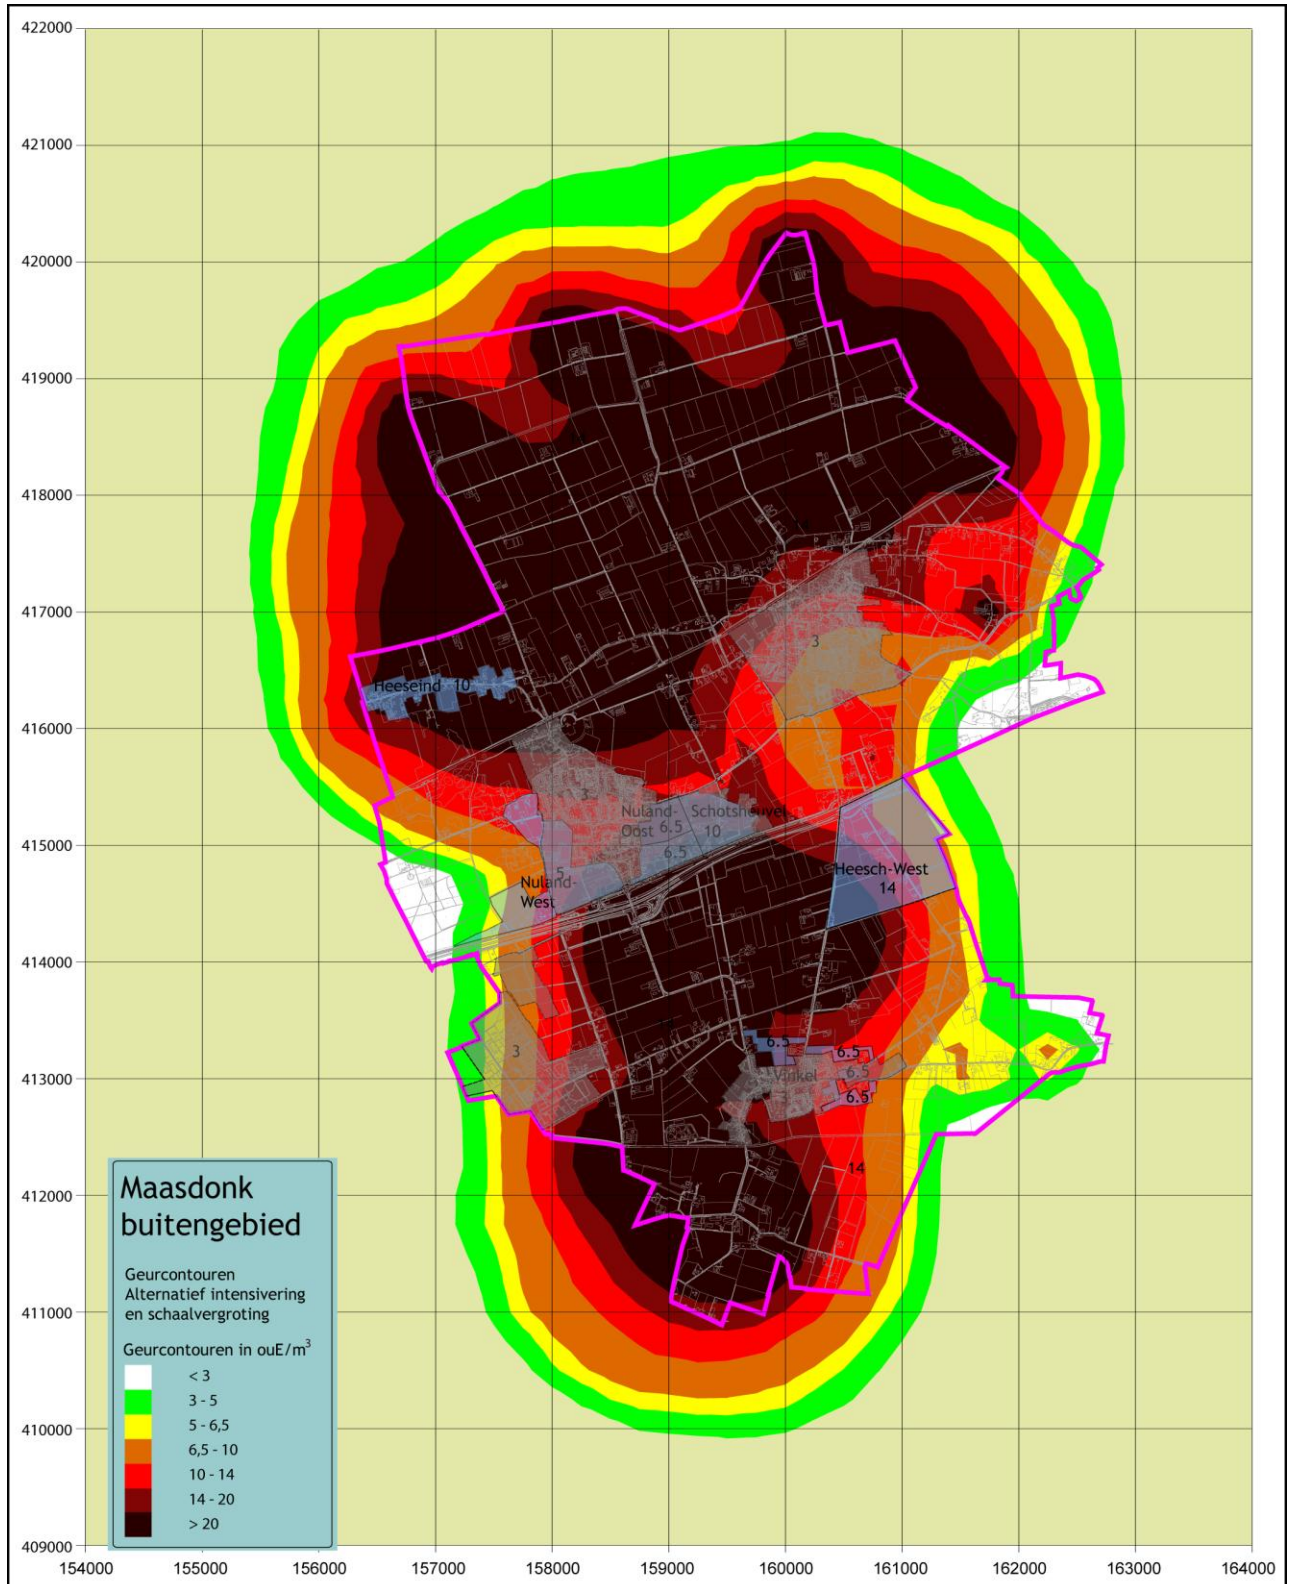 422000
421000
420000
419000
418000
417000
416000
415000
414000
413000
412000
411000
410000
409000
154000 155000 156000 157000 158000 159000 160000 161000 162000 163000 164000
14
3
Heeseind 10
3
Nuland-
Oost
6.5
6.5
Schotsheuvel
10
5
Nuland-
West
Heesch-West
14
3
6.5
6.5
6.5
6.5
Vinkel
3
14
Maasdonk
buitengebied
Geurcontouren
Alternatief intensivering
en schaalvergroting
Geurcontouren in ouE/m³
< 3
3 - 5
5 - 6,5
6,5 - 10
10 - 14
14 - 20
> 20